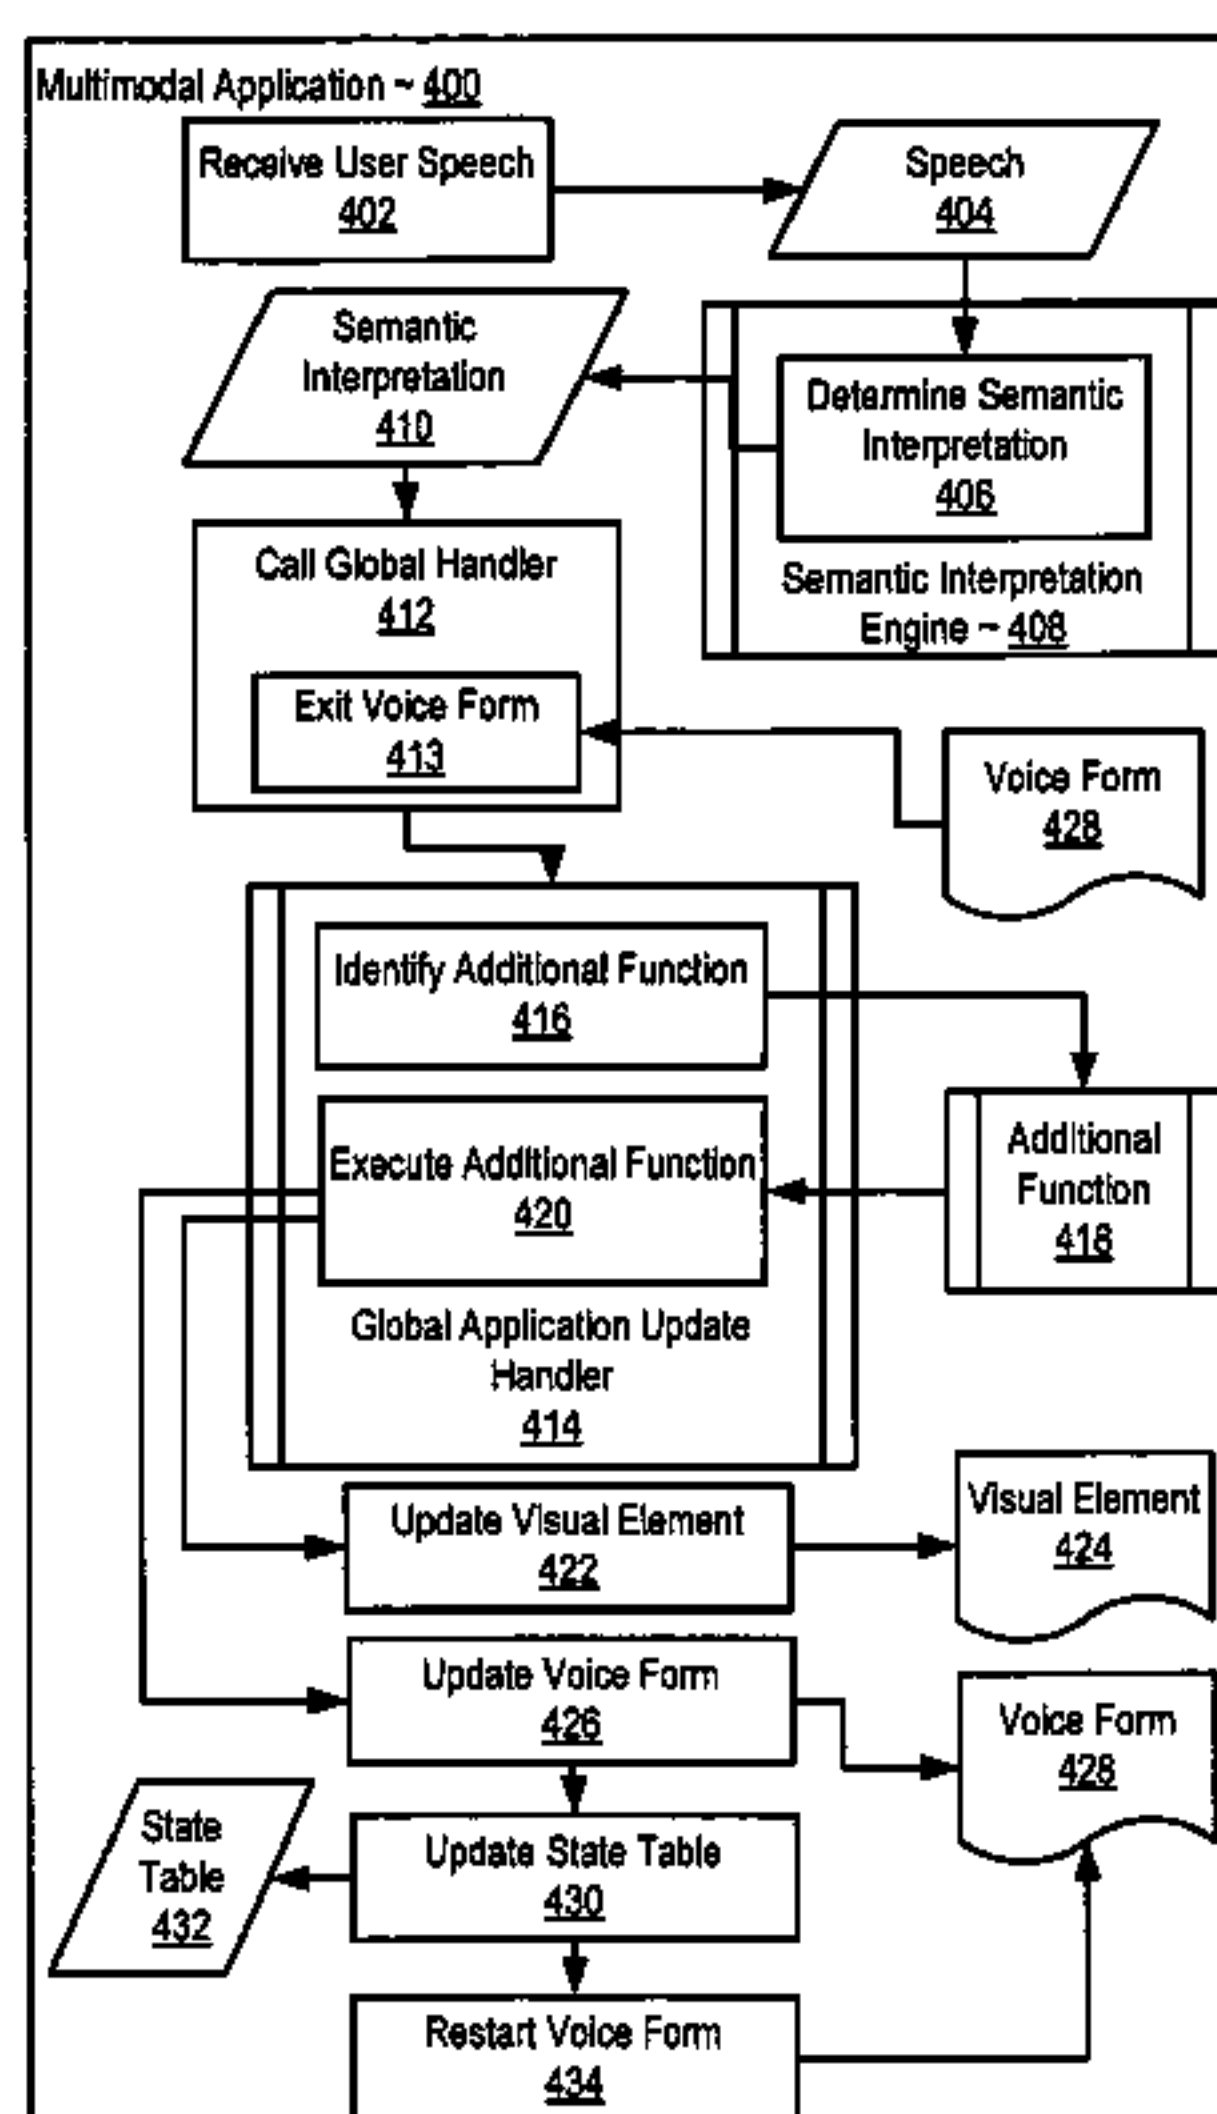 Multimodal Application ~ 400
Receive User Speech
402
Speech
404
Semantic
Interpretation
410
Determine Semantic
Interpretation
406
Semantic Interpretation
Engine ~ 408
Call Global Handler
412
Exit Voice Form
413
Voice Form
428
Identify Additional Function
416
Execute Additional Function
420
Additional
Function
418
Global Application Update
Handler
414
Update Visual Element
422
Visual Element
424
Update Voice Form
426
Voice Form
428
State
Table
432
Update State Table
430
Restart Voice Form
434